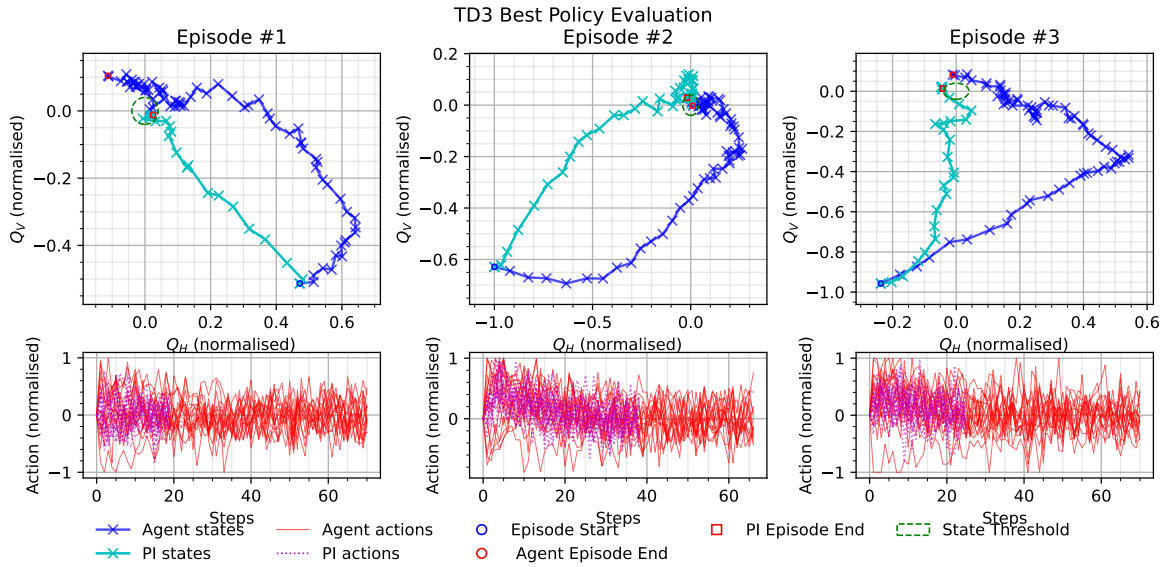 TD3 Best Policy Evaluation
Episode #1
Episode #2
Episode #3
Q_V (normalised)
0.0
−0.2
−0.4
0.0
0.2
0.4
0.6
Q_H (normalised)
Q_V (normalised)
0.2
0.0
−0.2
−0.4
−0.6
−1.0
−0.5
0.0
Q_H (normalised)
Q_V (normalised)
0.0
−0.2
−0.4
−0.6
−0.8
−1.0
−0.2
0.0
0.2
0.4
0.6
Q_H (normalised)
Action (normalised)
1
0
−1
0
20
40
60
Steps
Action (normalised)
1
0
0
20
40
60
Steps
Action (normalised)
1
0
−1
0
20
40
60
Steps
Agent states
Agent actions
Episode Start
PI Episode End
State Threshold
PI states
PI actions
Agent Episode End